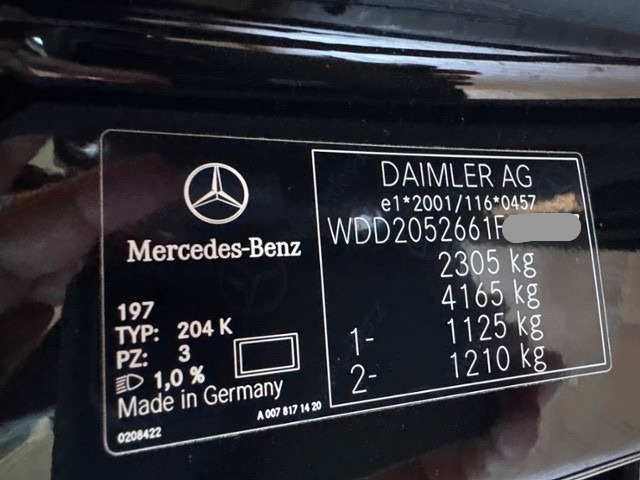 Mercedes-Benz
197
TYP: 204 K
PZ: 3
1,0 %
Made in Germany
0208422
A 007 817 14 20
DAIMLER AG
e1*2001/116*0457
WDD2052661F
2305 kg
4165 kg
1- 1125 kg
2- 1210 kg